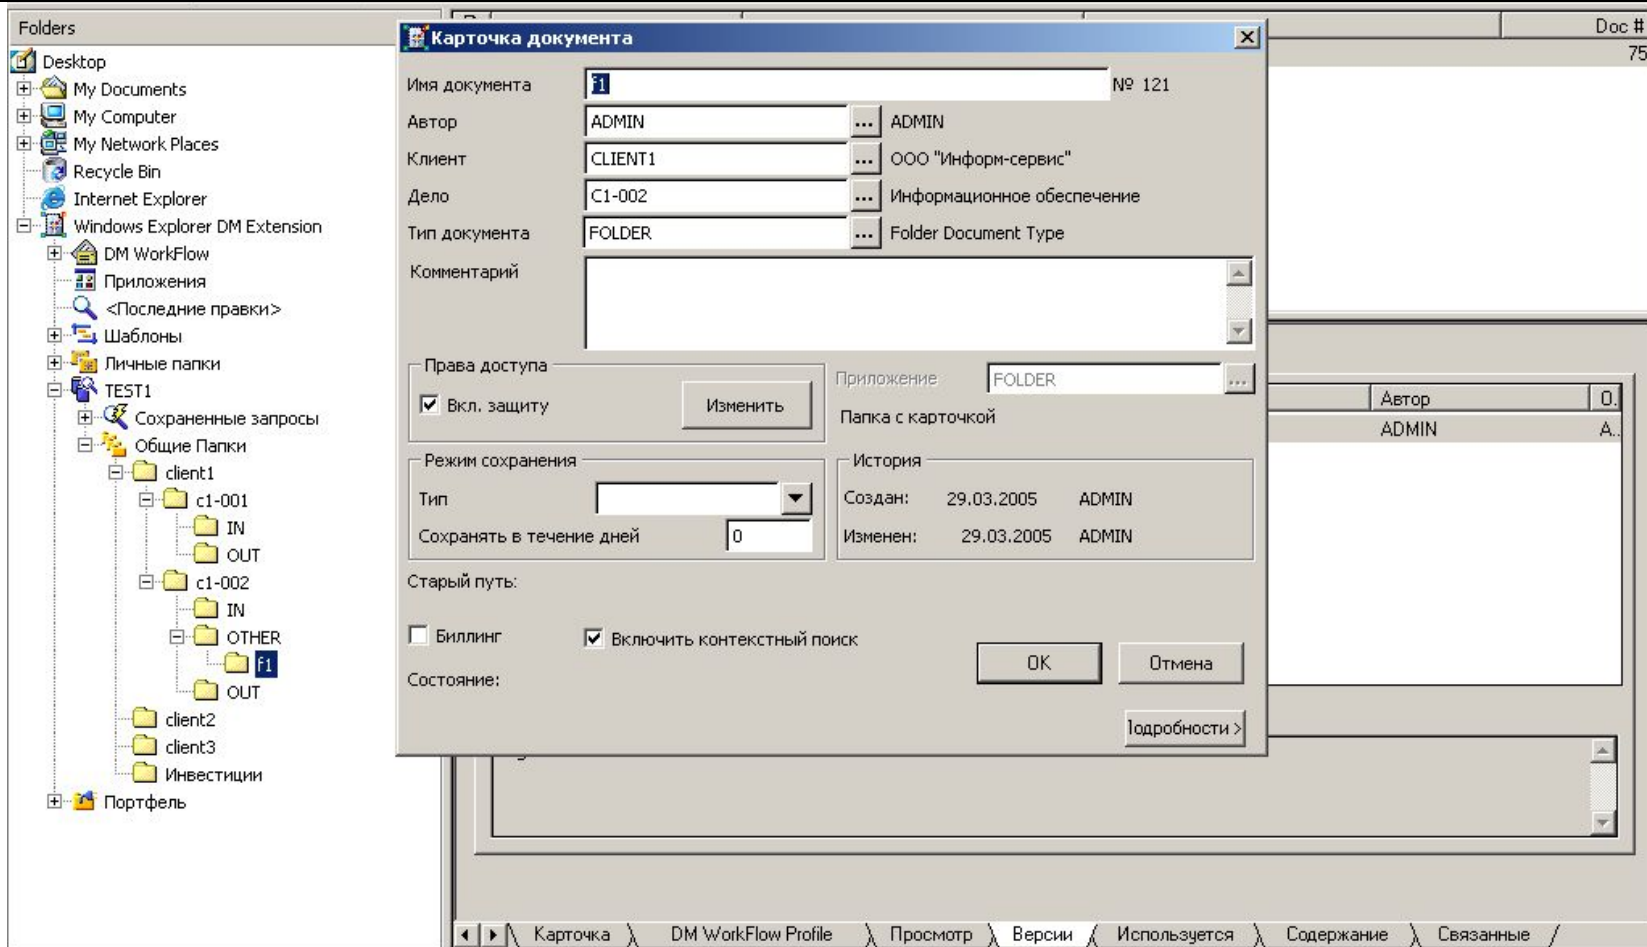 Folders
Desktop
My Documents
My Computer
My Network Places
Recycle Bin
Internet Explorer
Windows Explorer DM Extension
DM WorkFlow
Приложения
<Последние правки>
Шаблоны
Личные папки
TEST1
Сохраненные запросы
Общие Папки
client1
c1-001
IN
OUT
c1-002
IN
OTHER
f1
OUT
client2
client3
Инвестиции
Портфель
Doc #
75
Карточка документа
Имя документа f1 № 121
Автор ADMIN ... ADMIN
Клиент CLIENT1 ... ООО "Информ-сервис"
Дело C1-002 ... Информационное обеспечение
Тип документа FOLDER ... Folder Document Type
Комментарий
Права доступа
Вкл. защиту Изменить
Приложение FOLDER ...
Папка с карточкой
Режим сохранения
Тип
Сохранять в течение дней 0
История
Создан: 29.03.2005 ADMIN
Изменен: 29.03.2005 ADMIN
Старый путь:
Биллинг Включить контекстный поиск
OK Отмена
Состояние:
Подробности >
Автор О.
ADMIN A..
Карточка DM WorkFlow Profile Просмотр Версии Используется Содержание Связанные